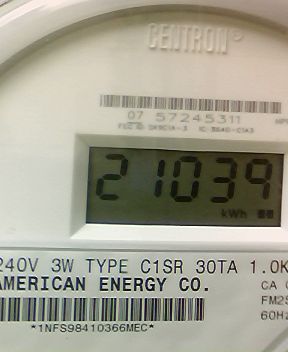 CENTRON®
07 57245311
21039
kWh
240V 3W TYPE C1SR 30TA 1.0K
AMERICAN ENERGY CO.
CA
FM2S
60Hz
*1NFS98410366MEC*